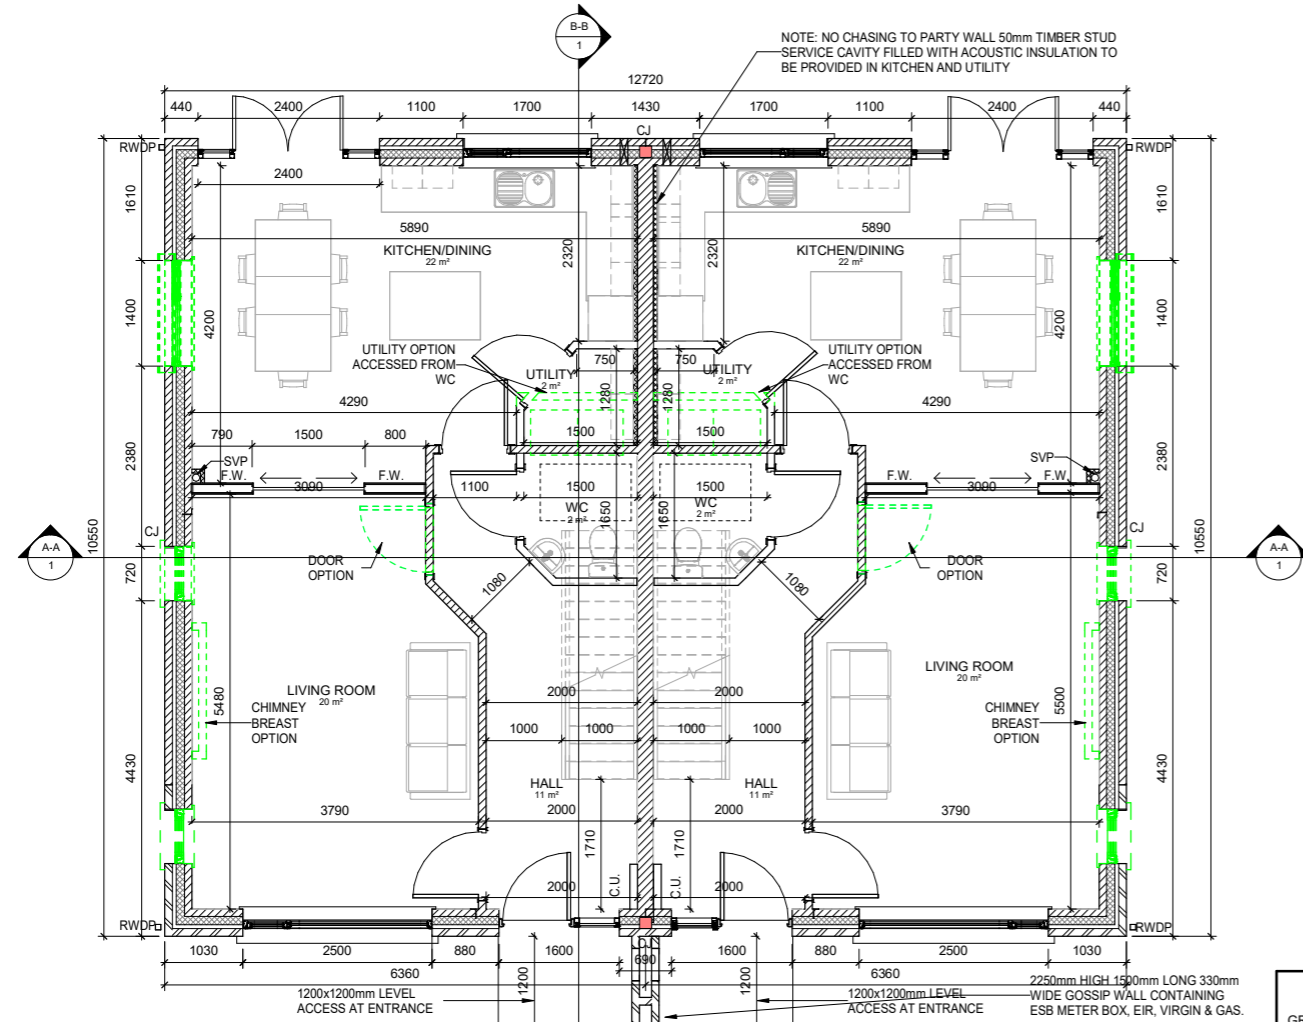 B-B
1
NOTE: NO CHASING TO PARTY WALL 50mm TIMBER STUD
SERVICE CAVITY FILLED WITH ACOUSTIC INSULATION TO
BE PROVIDED IN KITCHEN AND UTILITY
12720
440 2400 1100 1700 1430 1700 1100 2400 440
CJ
RWDP RWDP
2400
1610 1610
5890 5890
KITCHEN/DINING KITCHEN/DINING
22 m² 22 m²
2320 2320
1400 4200 4200 1400
UTILITY OPTION
ACCESSED FROM
WC
UTILITY OPTION
ACCESSED FROM
WC
750 750
UTILITY UTILITY
2 m² 2 m²
1280 1280
4290 4290
790 1500 800 1500 1500
2380 2380
SVP SVP
F.W. F.W. F.W. F.W.
3090 3090
1100 1500 1500
WC WC
2 m² 2 m²
1650 1650
CJ CJ
10550 10550
A-A
1
A-A
1
720 720
DOOR
OPTION
DOOR
OPTION
1080 1080
LIVING ROOM
20 m²
LIVING ROOM
20 m²
5480 5500
2000 2000
CHIMNEY
BREAST
OPTION
CHIMNEY
BREAST
OPTION
1000 1000 1000 1000
4430 4430
HALL HALL
11 m² 11 m²
3790 2000 2000 3790
1710 1710
2000 2000
C.U. C.U.
RWDP RWDP
1030 2500 880 1600 690 1600 880 2500 1030
6360 6360
1200 1200
1200x1200mm LEVEL
ACCESS AT ENTRANCE
1200x1200mm LEVEL
ACCESS AT ENTRANCE
2250mm HIGH 1500mm LONG 330mm
WIDE GOSSIP WALL CONTAINING
ESB METER BOX, EIR, VIRGIN & GAS.